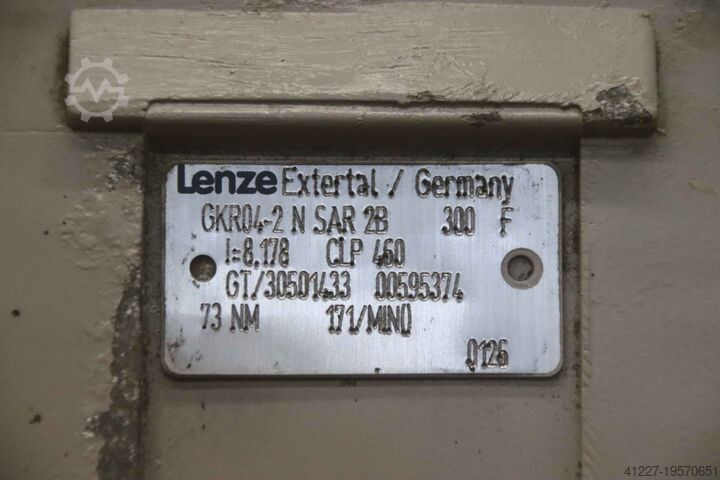 Lenze Extertal / Germany
GKR04-2 N SAR 2B 300 F
I=8,178 CLP 460
GT/30501433 00595374
73 NM 171/MIN0
0126
41227-19570651